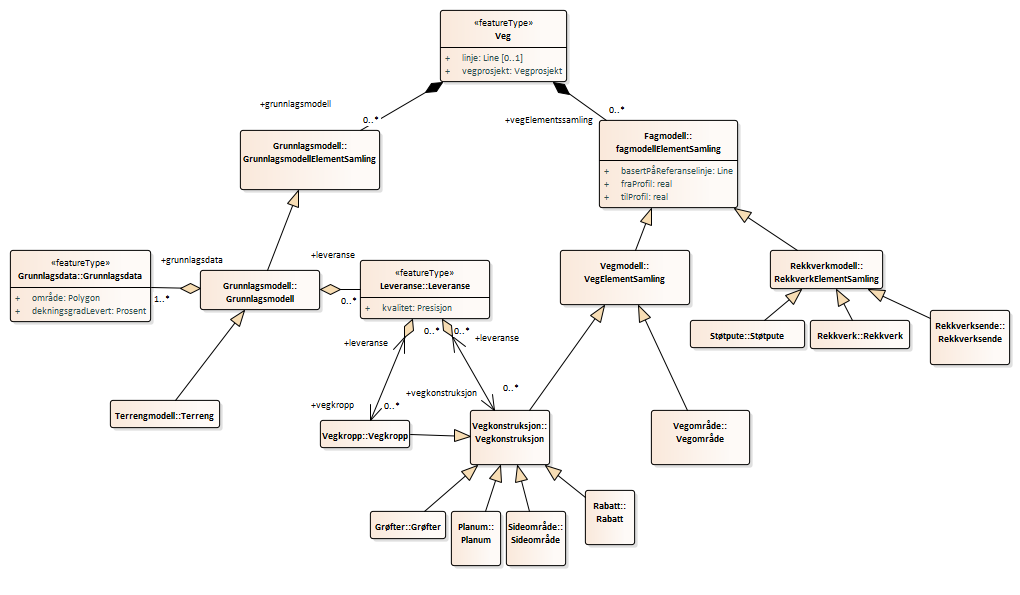 «featureType»
Veg
+ linje: Line [0..1]
+ vegprosjekt: Vegprosjekt
+grunnlagsmodell
0..*
0..*
+vegElementssamling
Grunnlagsmodell::
GrunnlagsmodellElementSamling
Fagmodell::
fagmodellElementSamling
+ basertPåReferanselinje: Line
+ fraProfil: real
+ tilProfil: real
«featureType»
Grunnlagsdata::Grunnlagsdata
+ område: Polygon
+ dekningsgradLevert: Prosent
+grunnlagsdata
1..*
Grunnlagsmodell::
Grunnlagsmodell
+leveranse
0..*
«featureType»
Leveranse::Leveranse
+ kvalitet: Presisjon
Vegmodell::
VegElementSamling
Rekkverkmodell::
RekkverkElementSamling
Støtpute::Støtpute
Rekkverk::Rekkverk
Rekkverksende::
Rekkverksende
+leveranse
0..*
0..*
+leveranse
+vegkropp
0..*
+vegkonstruksjon
0..*
Terrengmodell::Terreng
Vegkropp::Vegkropp
Vegkonstruksjon::
Vegkonstruksjon
Vegområde::
Vegområde
Grøfter::Grøfter
Planum::
Planum
Sideområde::
Sideområde
Rabatt::
Rabatt